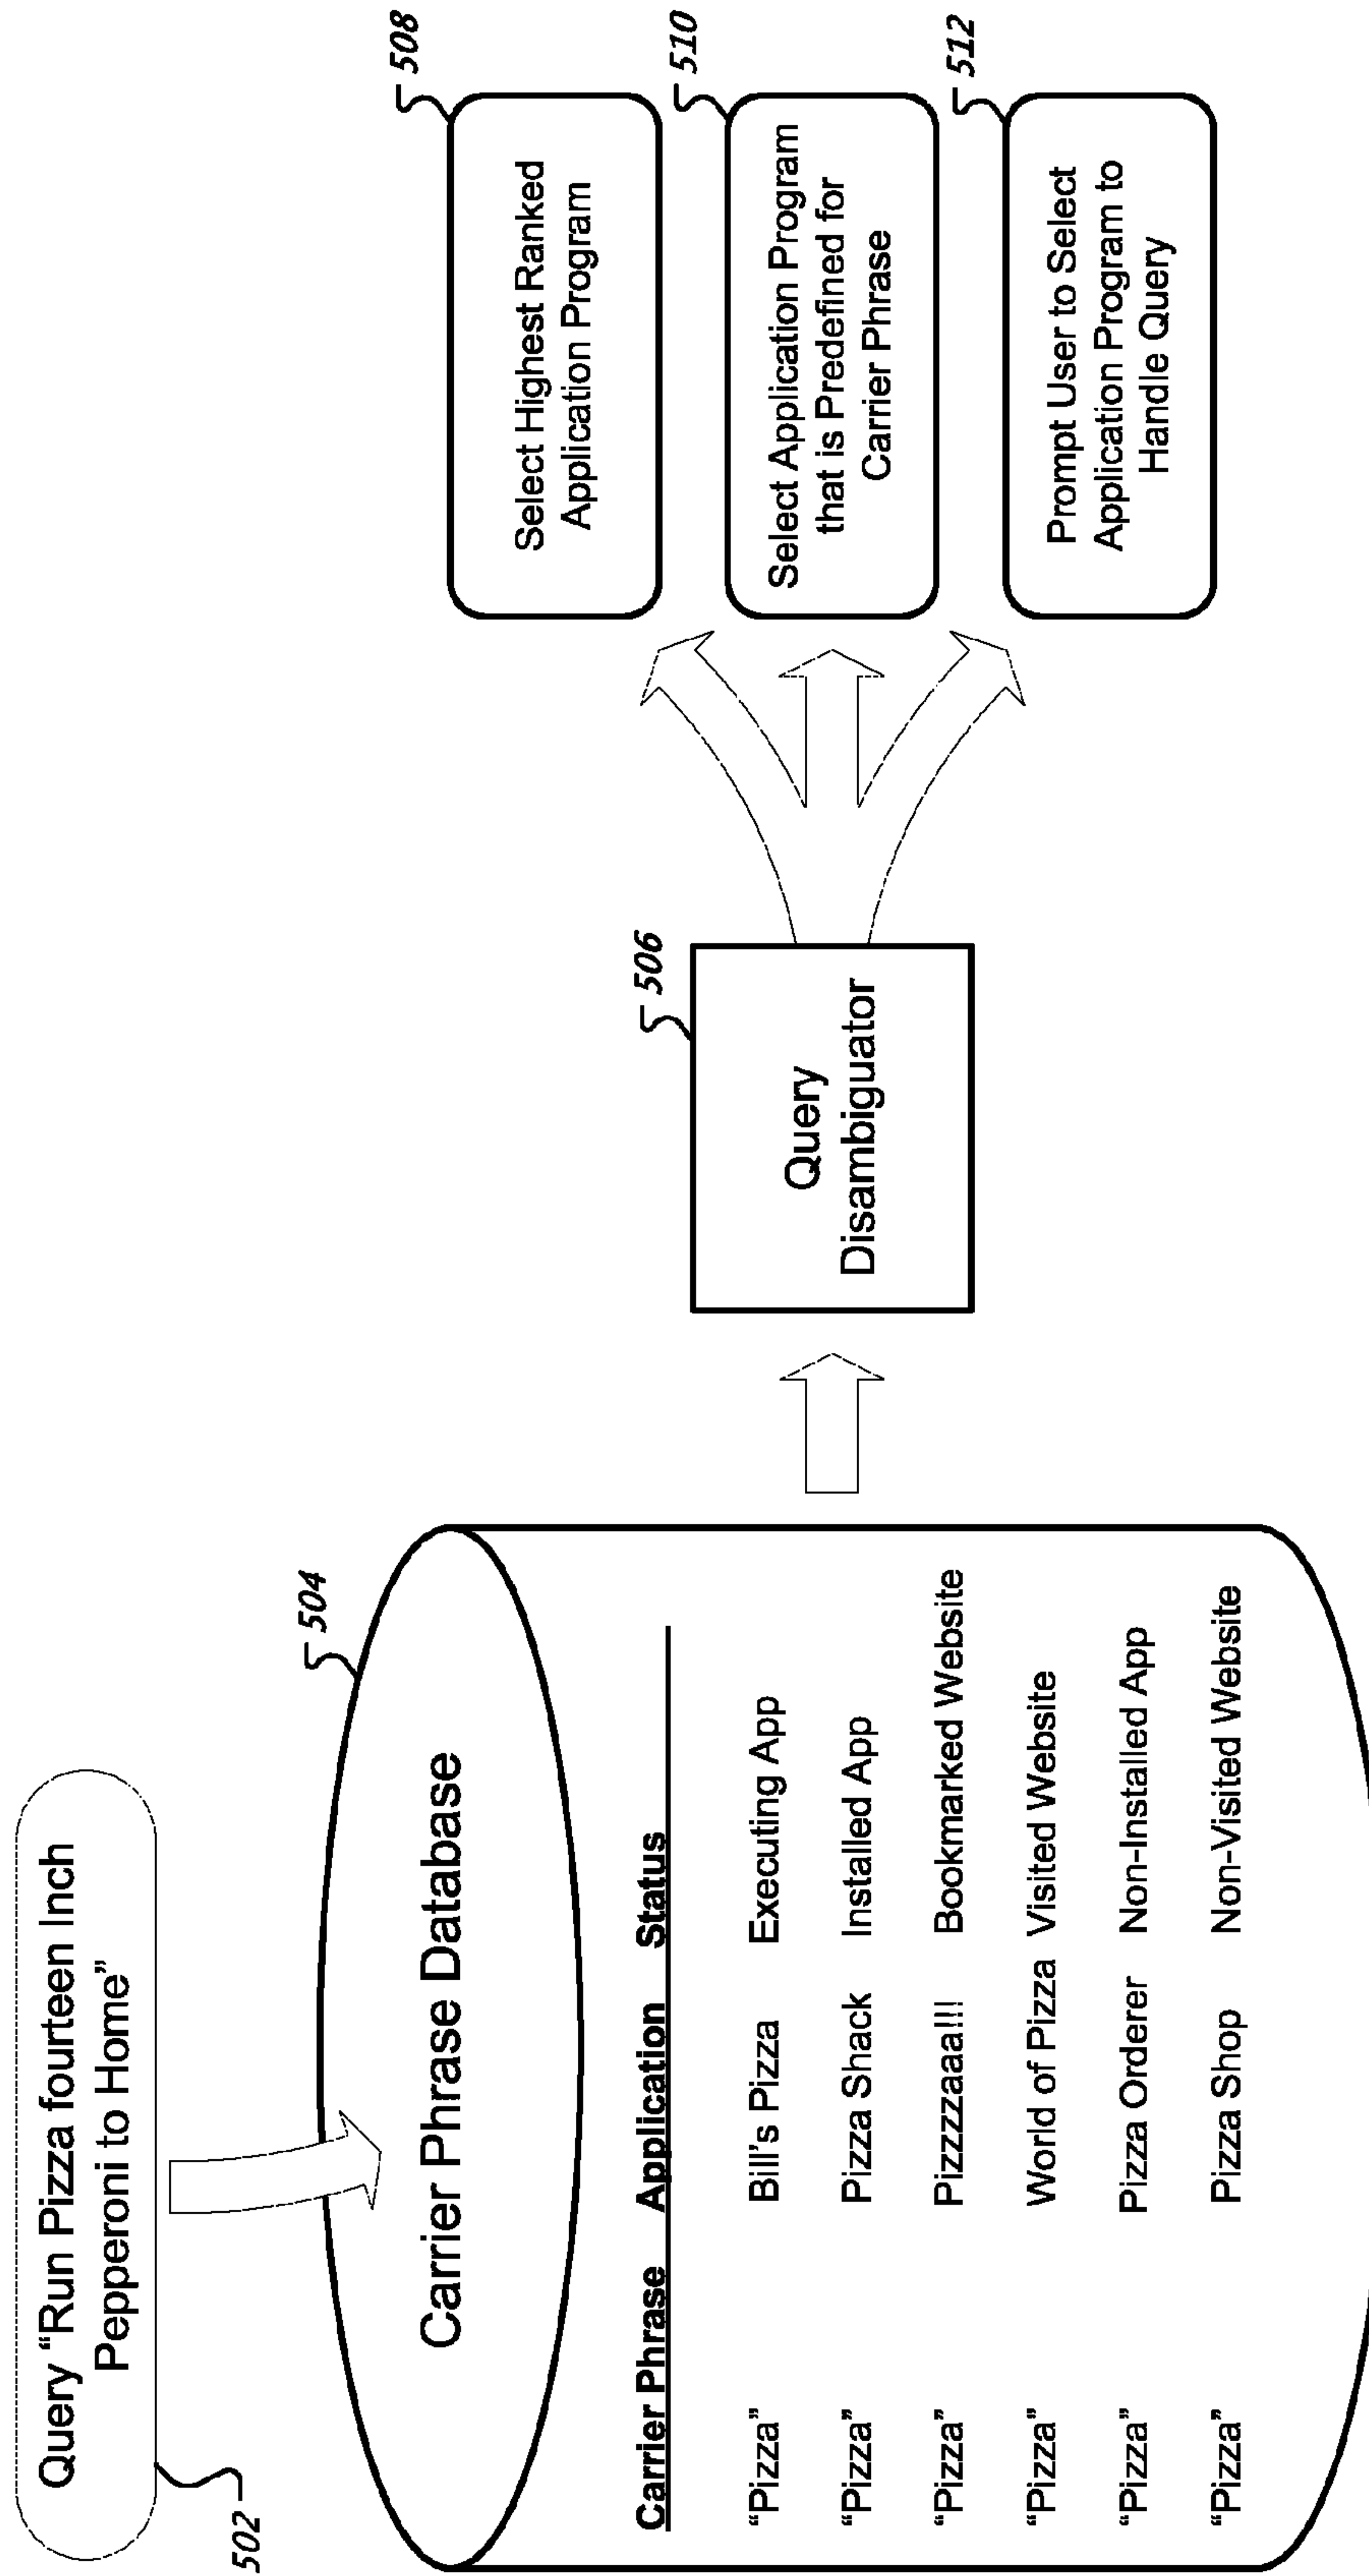 Query “Run Pizza fourteen Inch
Pepperoni to Home”
502
504
Carrier Phrase Database
Carrier Phrase Application Status
“Pizza” Bill's Pizza Executing App
“Pizza” Pizza Shack Installed App
“Pizza” Pizzzzaaa!!! Bookmarked Website
“Pizza” World of Pizza Visited Website
“Pizza” Pizza Orderer Non-Installed App
“Pizza” Pizza Shop Non-Visited Website
506
Query
Disambiguator
508
Select Highest Ranked
Application Program
510
Select Application Program
that is Predefined for
Carrier Phrase
512
Prompt User to Select
Application Program to
Handle Query